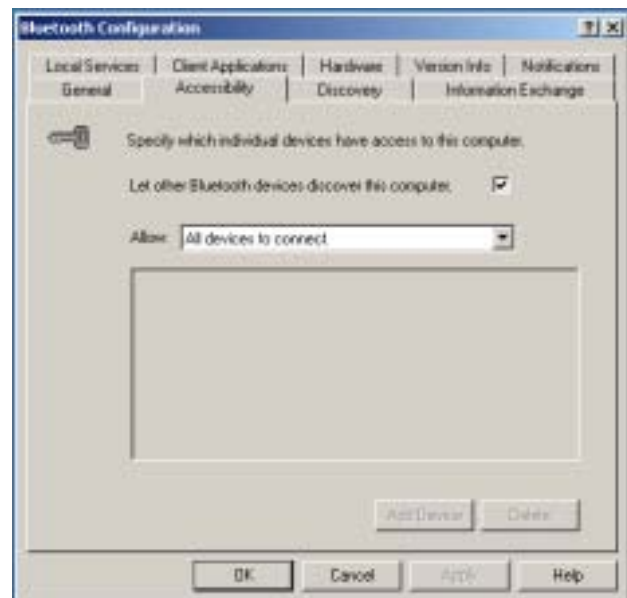 Bluetooth Configuration
Local Services Client Applications Hardware Version Info Notifications
General Accessibility Discovery Information Exchange
Specify which individual devices have access to this computer.
Let other Bluetooth devices discover this computer.
Allow: All devices to connect
Add Device Delete
OK Cancel Apply Help